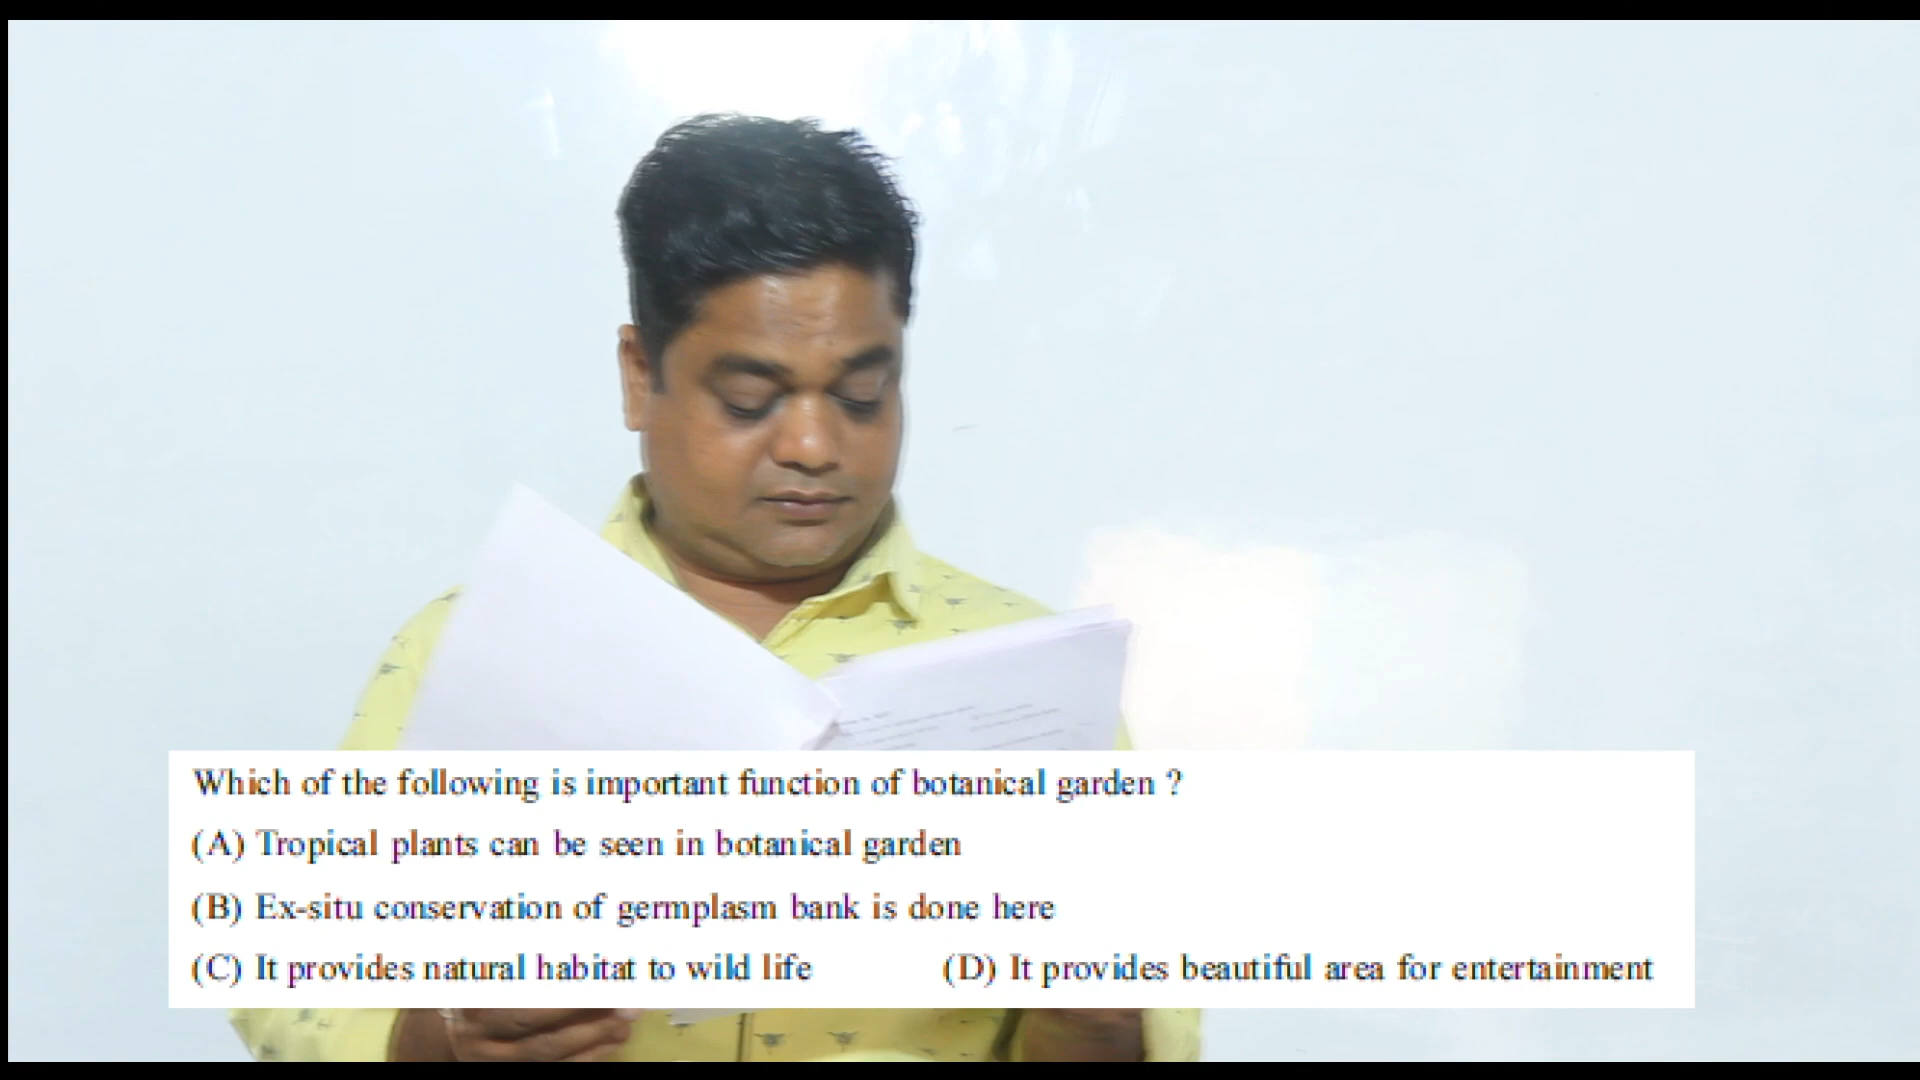 Which of the following is important function of botanical garden ?
(A) Tropical plants can be seen in botanical garden
(B) Ex-situ conservation of germplasm bank is done here
(C) It provides natural habitat to wild life (D) It provides beautiful area for entertainment